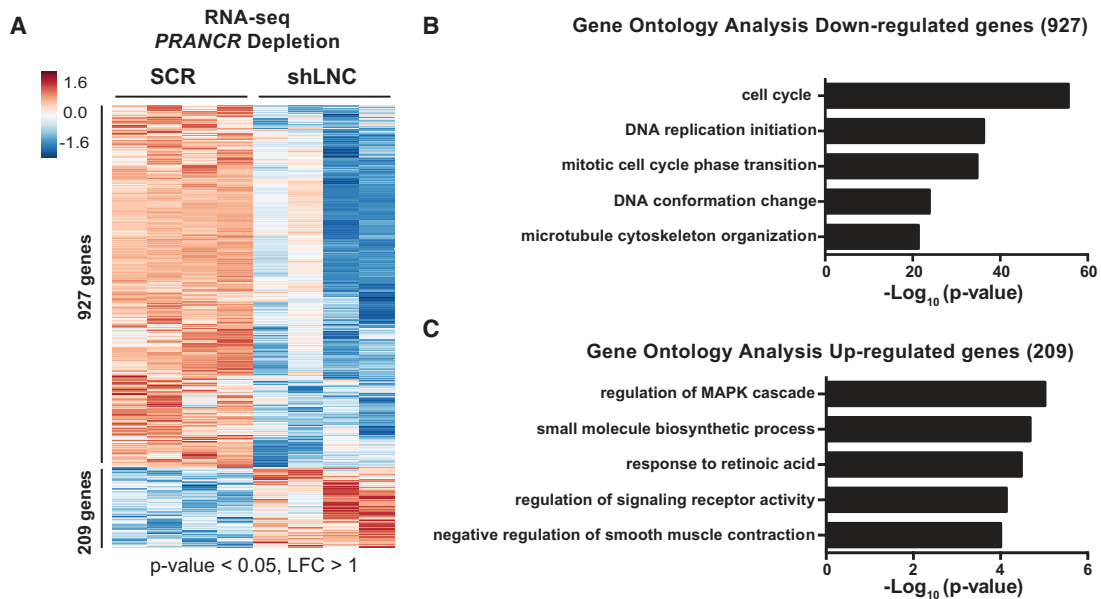 A
RNA-seq
PRANCR Depletion
SCR
shLNC
1.6
0.0
-1.6
927 genes
209 genes
p-value < 0.05, LFC > 1
B
Gene Ontology Analysis Down-regulated genes (927)
cell cycle
DNA replication initiation
mitotic cell cycle phase transition
DNA conformation change
microtubule cytoskeleton organization
0 20 40 60
-Log10 (p-value)
C
Gene Ontology Analysis Up-regulated genes (209)
regulation of MAPK cascade
small molecule biosynthetic process
response to retinoic acid
regulation of signaling receptor activity
negative regulation of smooth muscle contraction
0 2 4 6
-Log10 (p-value)